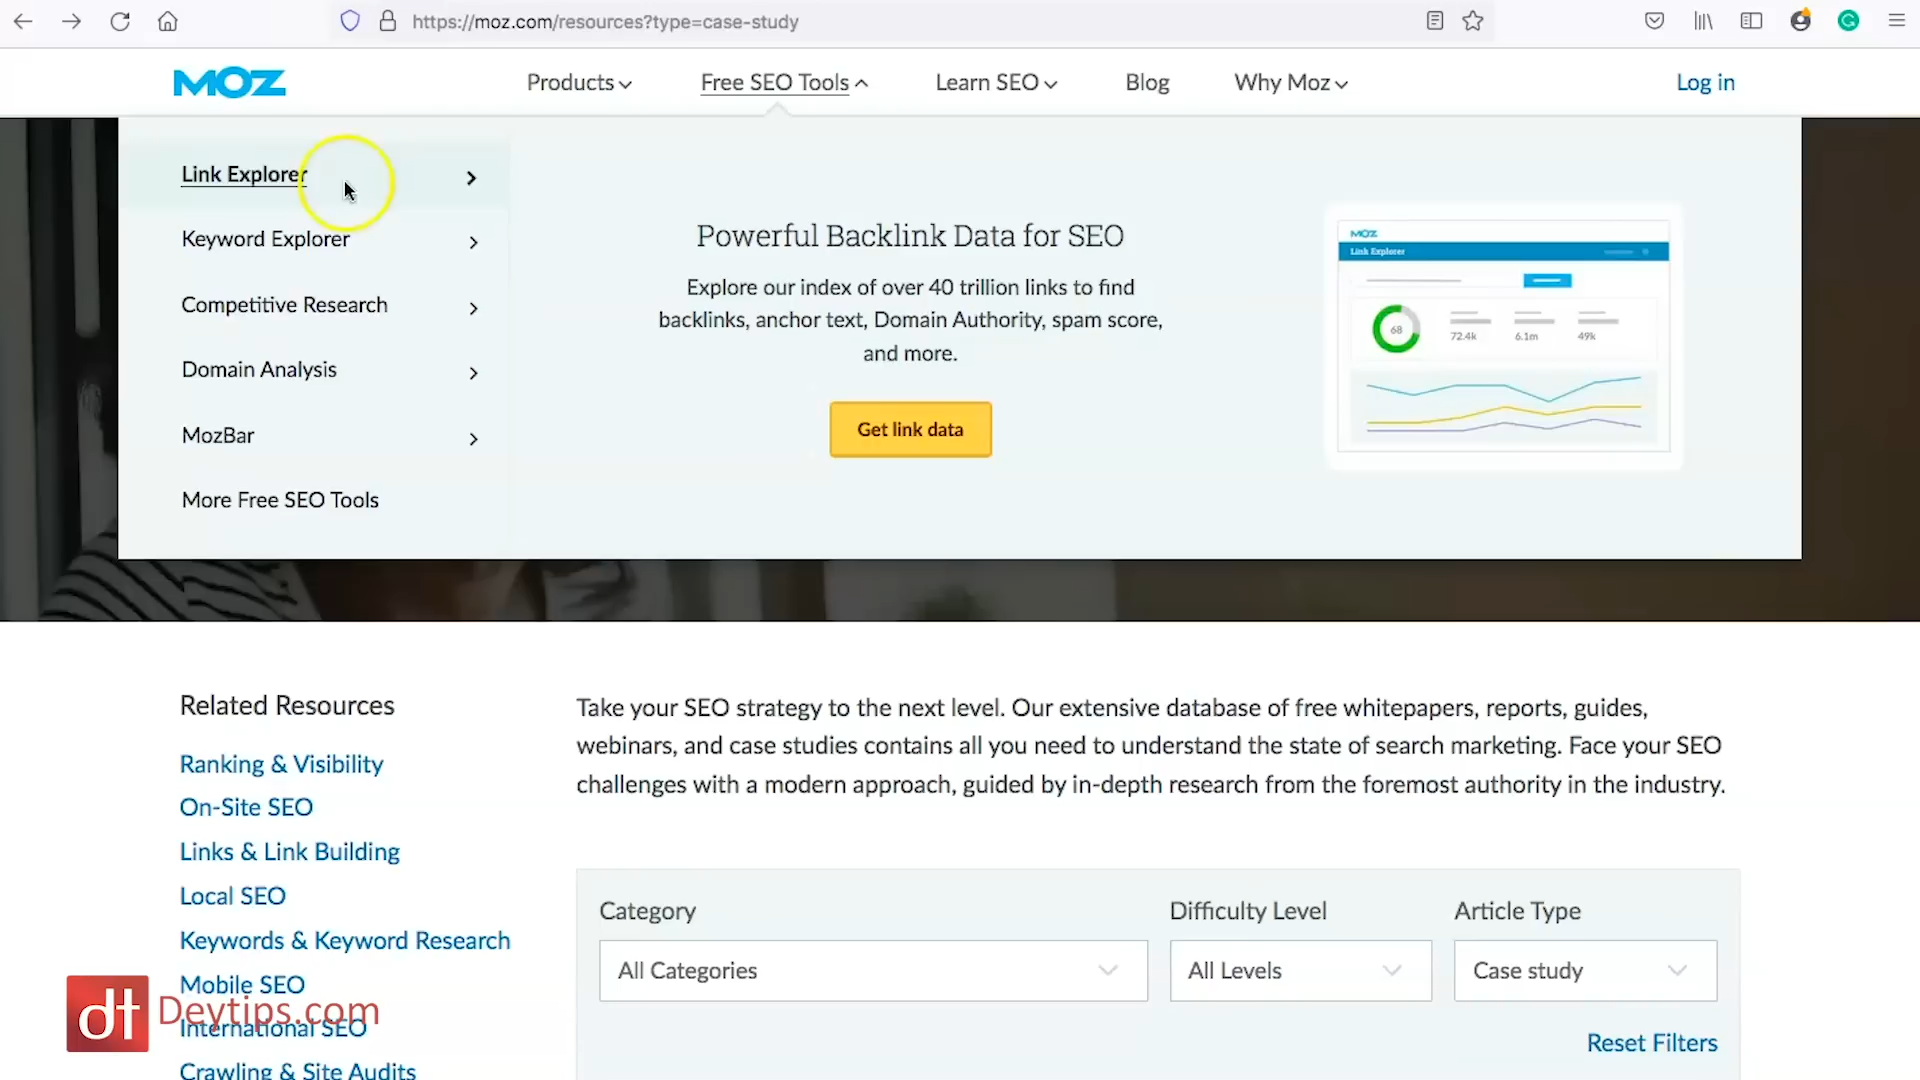 https://moz.com/resources?type=case-study
MOZ
Products
Free SEO Tools
Learn SEO
Blog
Why Moz
Log in
Link Explorer
Keyword Explorer
Competitive Research
Domain Analysis
MozBar
More Free SEO Tools
Powerful Backlink Data for SEO
Explore our index of over 40 trillion links to find
backlinks, anchor text, Domain Authority, spam score,
and more.
Get link data
MOZ
Link Explorer
68
72.4k
6.1m
49k
Related Resources
Ranking & Visibility
On-Site SEO
Links & Link Building
Local SEO
Keywords & Keyword Research
Mobile SEO
International SEO
Crawling & Site Audits
Take your SEO strategy to the next level. Our extensive database of free whitepapers, reports, guides,
webinars, and case studies contains all you need to understand the state of search marketing. Face your SEO
challenges with a modern approach, guided by in-depth research from the foremost authority in the industry.
Category
All Categories
Difficulty Level
All Levels
Article Type
Case study
Reset Filters
dt Deytips.com